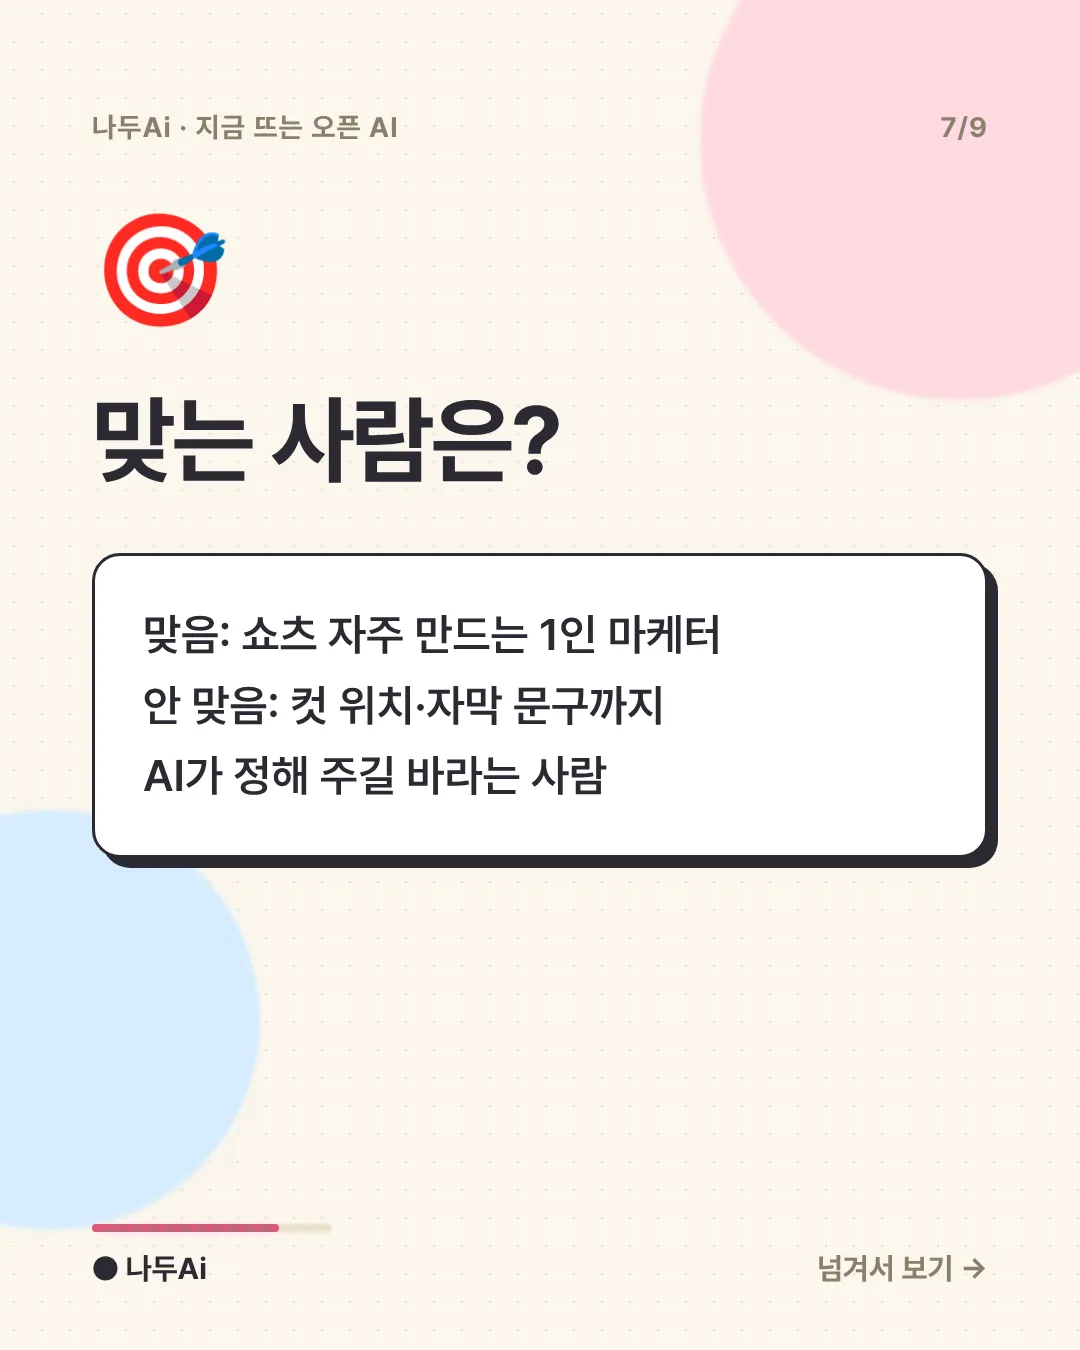 나두Ai · 지금 뜨는 오픈 AI
7/9
맞는 사람은?
맞음: 쇼츠 자주 만드는 1인 마케터
안 맞음: 컷 위치·자막 문구까지
AI가 정해 주길 바라는 사람
나두Ai
넘겨서 보기 →